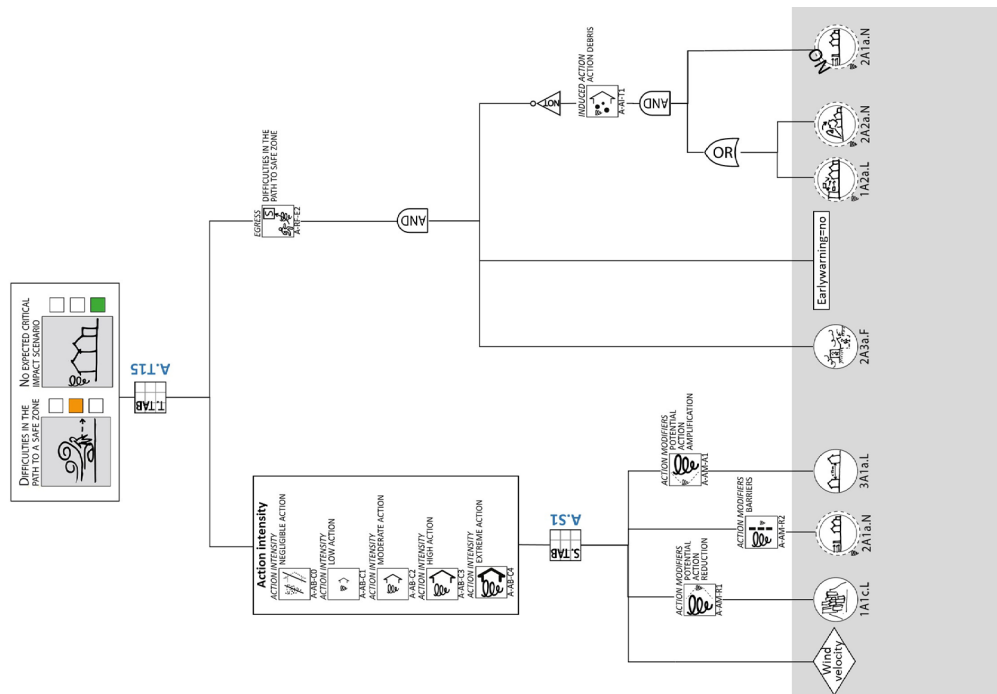 DIFFICULTIES IN THE
PATH TO A SAFE ZONE
NO EXPECTED CRITICAL
IMPACT SCENARIO
T.TAB
A.T15
Action intensity
ACTION INTENSITY
NEGLIGIBLE ACTION
A-AB-C0
ACTION INTENSITY
LOW ACTION
A-AB-C1
ACTION INTENSITY
MODERATE ACTION
A-AB-C2
ACTION INTENSITY
HIGH ACTION
A-AB-C3
ACTION INTENSITY
EXTREME ACTION
A-AB-C4
EGRESS
DIFFICULTIES IN THE
PATH TO SAFE ZONE
S
A-RF-E2
AND
NOT
INDUCED ACTION
ACTION DEBRIS
A-AI-T1
AND
OR
S.TAB
A.S1
ACTION MODIFIERS
POTENTIAL
ACTION
REDUCTION
A-AM-R1
ACTION MODIFIERS
BARRIERS
A-AM-R2
ACTION MODIFIERS
POTENTIAL
ACTION
AMPLIFICATION
A-AM-A1
Wind
velocity
1A1c.L
2A1a.N
3A1a.L
2A3a.F
Earlywarning=no
1A2a.L
2A2a.N
NO
2A1a.N